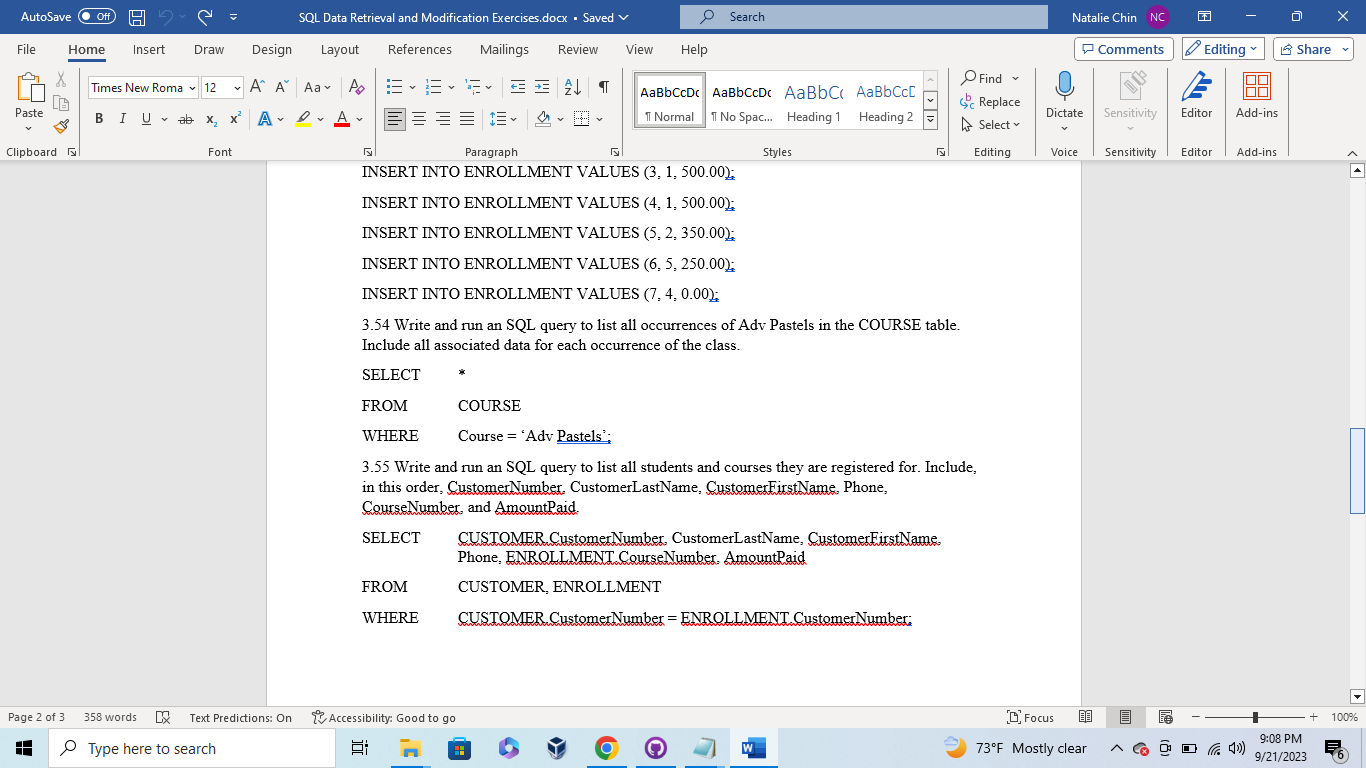 AutoSave Off SQL Data Retrieval and Modification Exercises.docx • Saved Search Natalie Chin NC
File Home Insert Draw Design Layout References Mailings Review View Help Comments Editing Share
Times New Roma 12 Aa
AaBbCcDc AaBbCcDc AaBbCc AaBbCcD
¶ Normal ¶ No Spac... Heading 1 Heading 2
Find
Replace
Select
Paste Dictate Sensitivity Editor Add-ins
Clipboard Font Paragraph Styles Editing Voice Sensitivity Editor Add-ins
INSERT INTO ENROLLMENT VALUES (3, 1, 500.00);
INSERT INTO ENROLLMENT VALUES (4, 1, 500.00);
INSERT INTO ENROLLMENT VALUES (5, 2, 350.00);
INSERT INTO ENROLLMENT VALUES (6, 5, 250.00);
INSERT INTO ENROLLMENT VALUES (7, 4, 0.00);
3.54 Write and run an SQL query to list all occurrences of Adv Pastels in the COURSE table.
Include all associated data for each occurrence of the class.
SELECT *
FROM COURSE
WHERE Course = ‘Adv Pastels’;
3.55 Write and run an SQL query to list all students and courses they are registered for. Include,
in this order, CustomerNumber, CustomerLastName, CustomerFirstName, Phone,
CourseNumber, and AmountPaid.
SELECT CUSTOMER.CustomerNumber, CustomerLastName, CustomerFirstName,
Phone, ENROLLMENT.CourseNumber, AmountPaid
FROM CUSTOMER, ENROLLMENT
WHERE CUSTOMER.CustomerNumber = ENROLLMENT.CustomerNumber;
Page 2 of 3 358 words Text Predictions: On Accessibility: Good to go Focus 100%
Type here to search 73°F Mostly clear 9:08 PM
9/21/2023 6